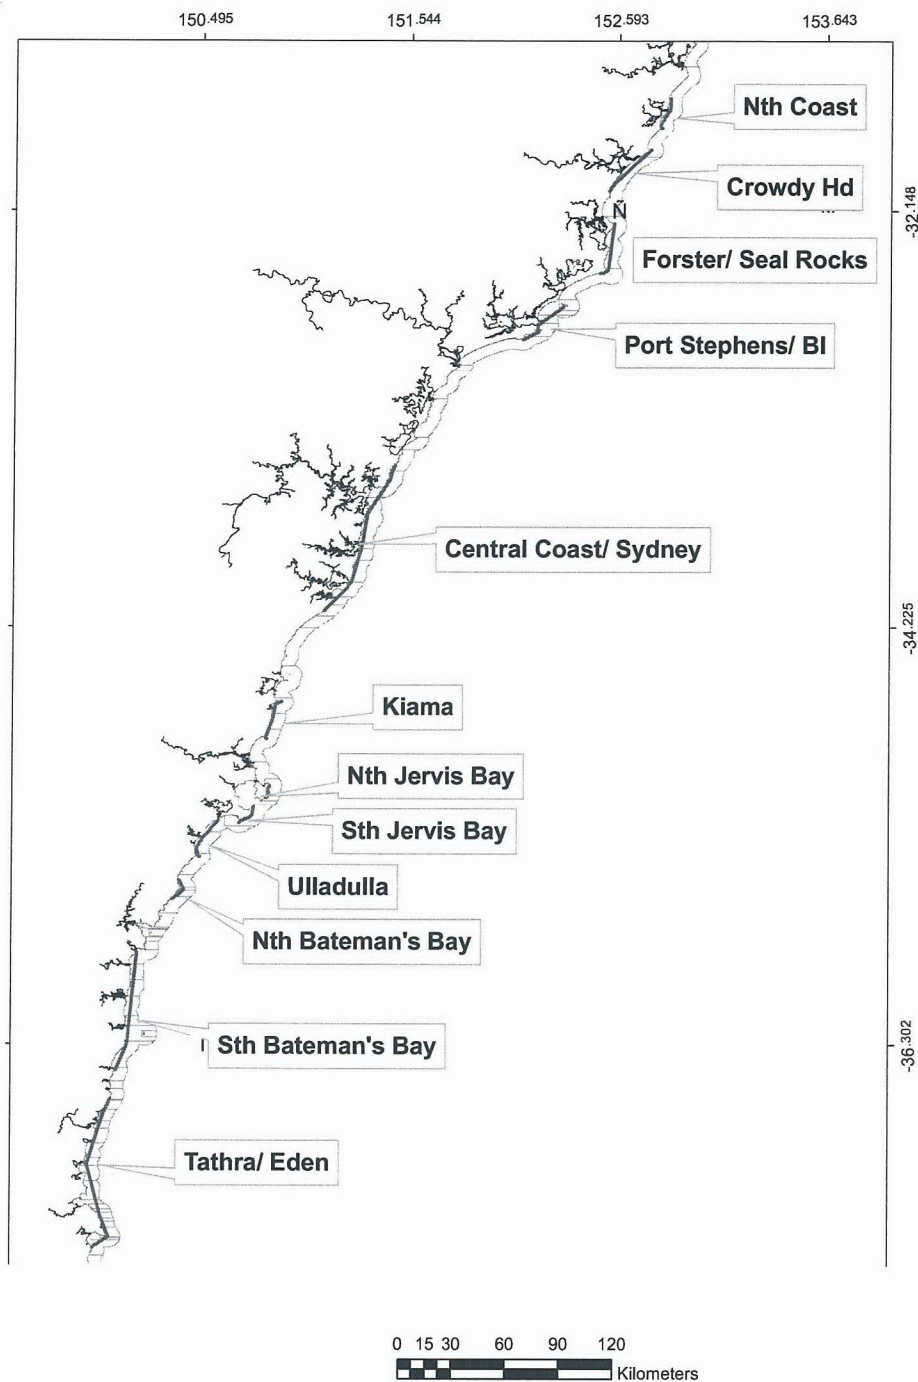 150.495 151.544 152.593 153.643
Nth Coast
Crowdy Hd
-32.148
Ñ
Forster/ Seal Rocks
Port Stephens/ BI
Central Coast/ Sydney
-34.225
Kiama
Nth Jervis Bay
Sth Jervis Bay
Ulladulla
Nth Bateman's Bay
-36.302
Sth Bateman's Bay
Tathra/ Eden
0 15 30 60 90 120
Kilometers